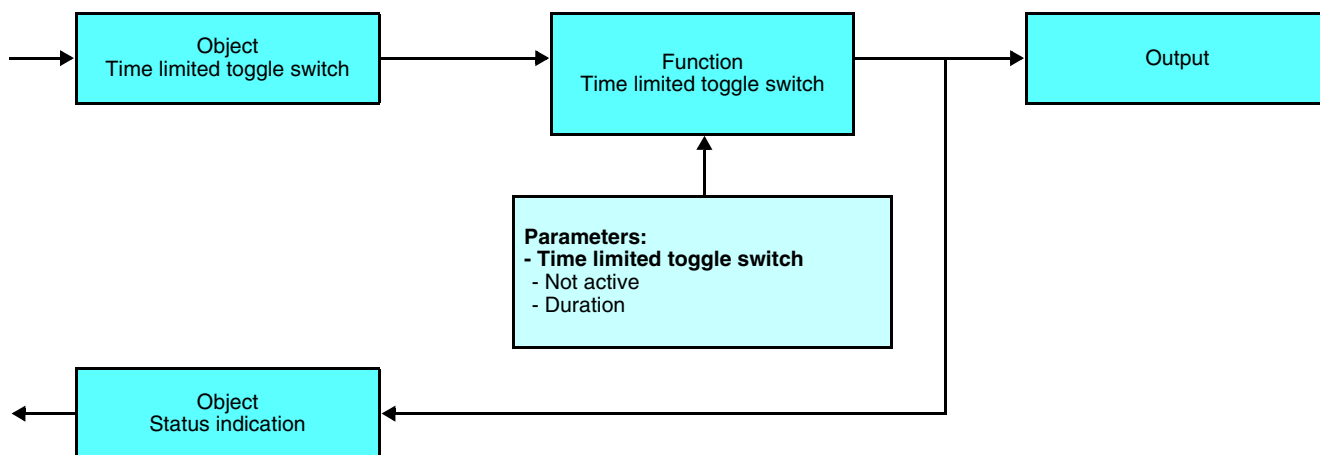 Object
Time limited toggle switch
Function
Time limited toggle switch
Output
Parameters:
- Time limited toggle switch
- Not active
- Duration
Object
Status indication